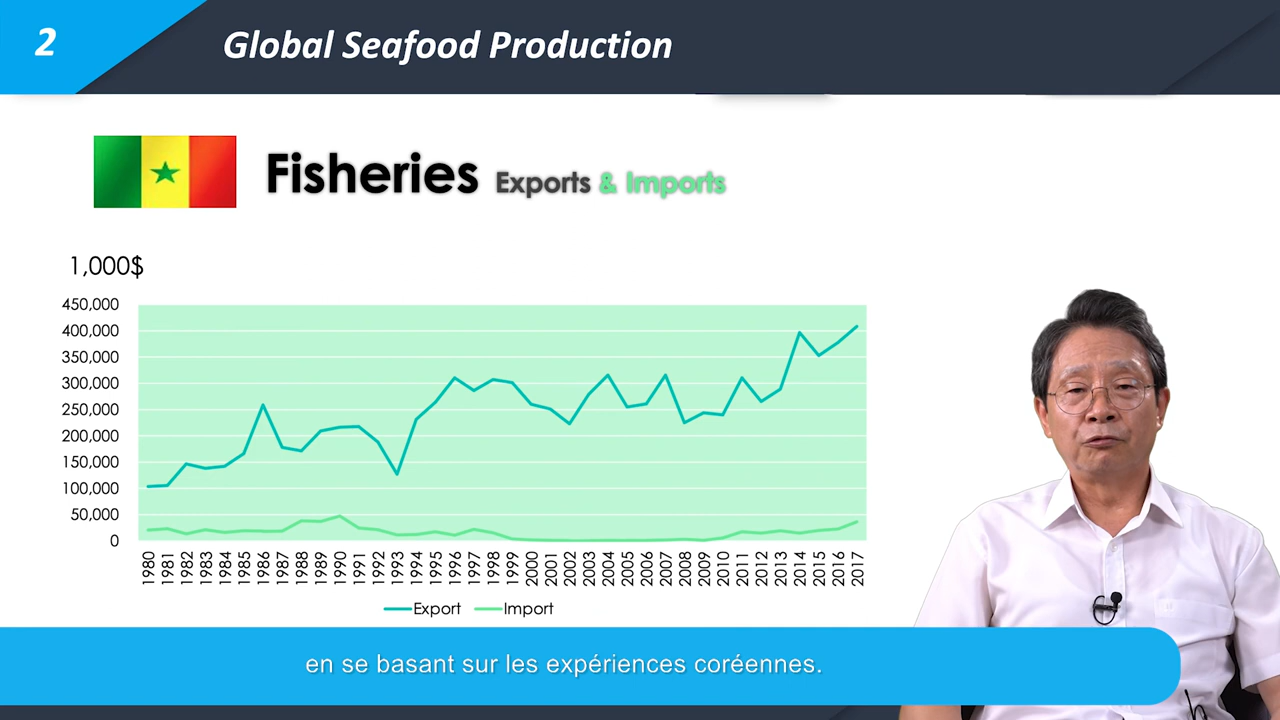 2
Global Seafood Production
Fisheries Exports & Imports
1,000$
450,000
400,000
350,000
300,000
250,000
200,000
150,000
100,000
50,000
0
1980 1981 1982 1983 1984 1985 1986 1987 1988 1989 1990 1991 1992 1993 1994 1995 1996 1997 1998 1999 2000 2001 2002 2003 2004 2005 2006 2007 2008 2009 2010 2011 2012 2013 2014 2015 2016 2017
Export Import
en se basant sur les expériences coréennes.